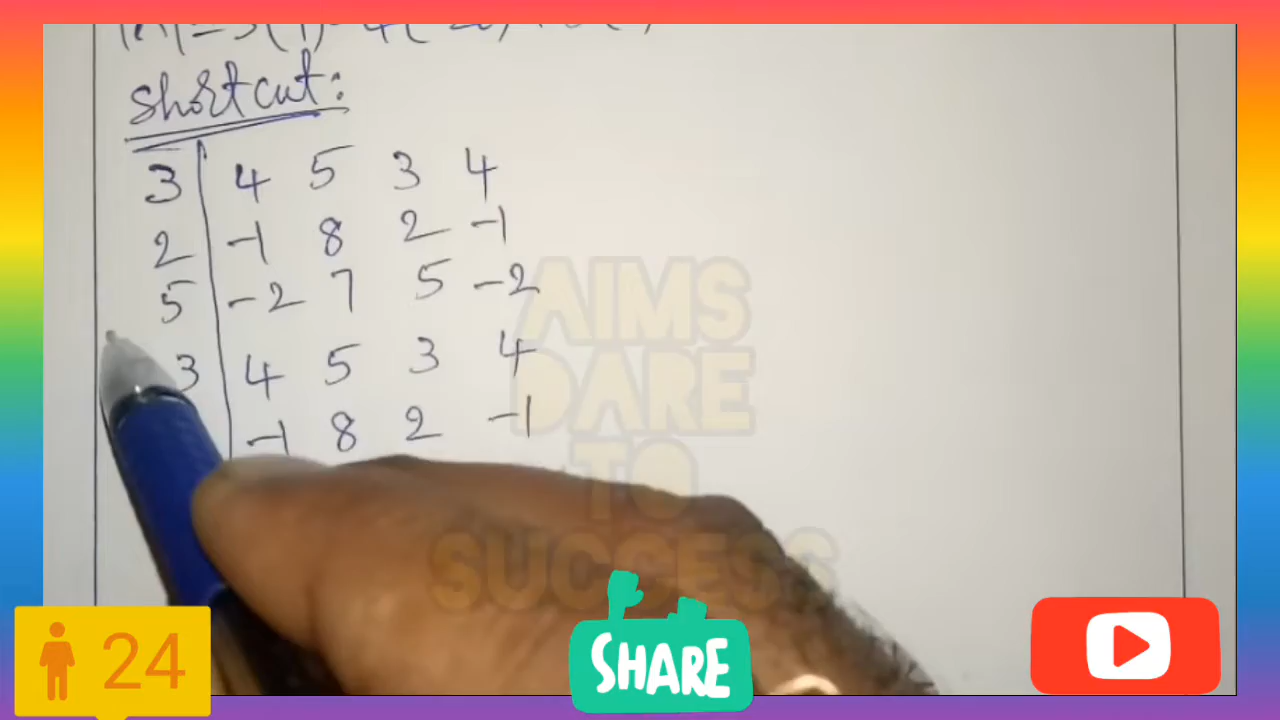 Shortcut:
3 4 5 3 4
2 -1 8 2 -1
5 -2 7 5 -2
3 4 5 3 4
-1 8 2 -1
AIMS
DARE
TO
SUCCESS
24
SHARE